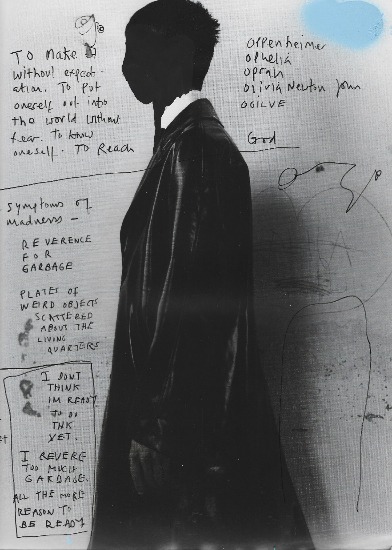 TO Make
without expect-
ation. To put
oneself out into
the world without
fear. To know
oneself. TO Reach
Oppenheimer
Ophelia
Oprah
Olivia Newton John
OGILVE
God
Symptoms of
madness —
REVERENCE
FOR
GARBAGE
PLATES OF
WEIRD OBJECTS
SCATTERED
ABOUT THE
LIVING
QUARTERS
I DONT
THINK
IM READY
TO DO
YET.
I REVERE
TOO MUCH
GARBAGE.
ALL THE MORE
REASON TO
BE READY